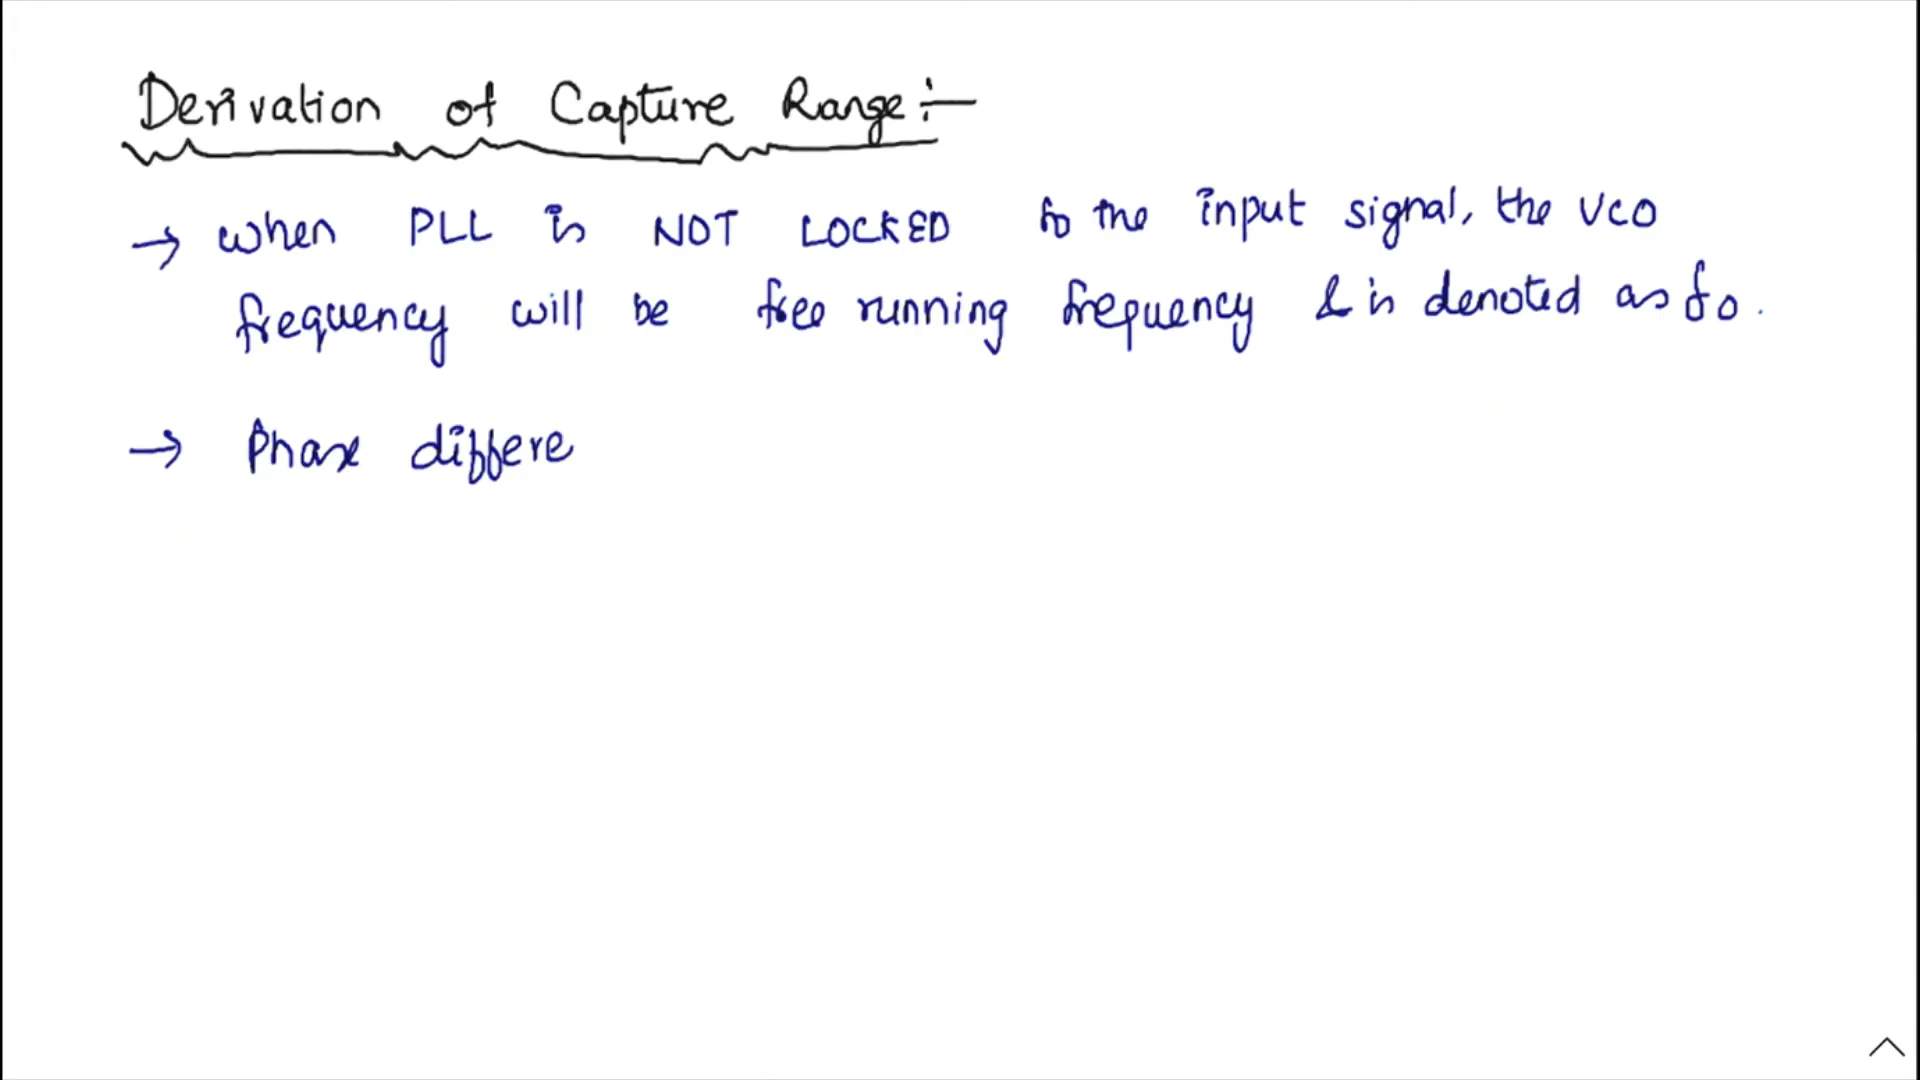 Derivation of Capture Range :-
→ when PLL is NOT LOCKED to the input signal, the VCO
frequency will be free running frequency & is denoted as fo.
→ Phase differe